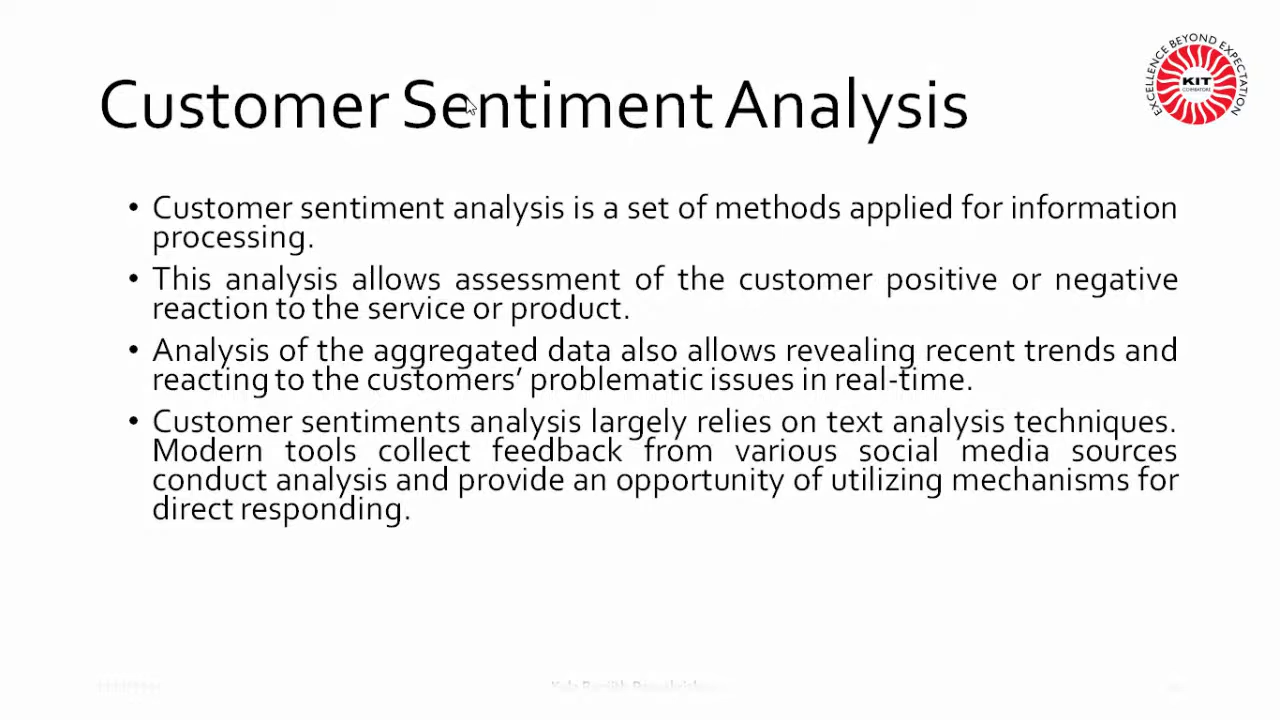 EXCELLENCE BEYOND EXPECTATION
KIT
COIMBATORE
Customer Sentiment Analysis
• Customer sentiment analysis is a set of methods applied for information
processing.
• This analysis allows assessment of the customer positive or negative
reaction to the service or product.
• Analysis of the aggregated data also allows revealing recent trends and
reacting to the customers’ problematic issues in real-time.
• Customer sentiments analysis largely relies on text analysis techniques.
Modern tools collect feedback from various social media sources
conduct analysis and provide an opportunity of utilizing mechanisms for
direct responding.